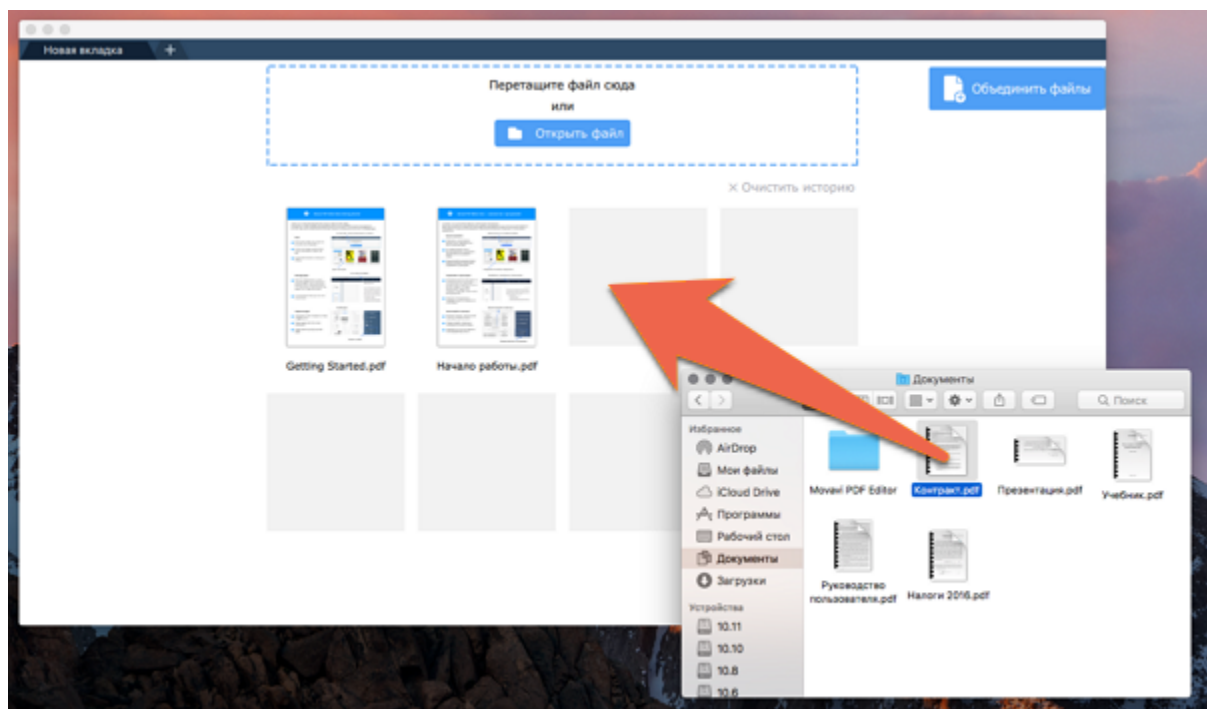 Новая вкладка +
Перетащите файл сюда
или
Открыть файл
Объединить файлы
× Очистить историю
Getting Started.pdf
Начало работы.pdf
Документы
Поиск
Избранное
AirDrop
Мои файлы
iCloud Drive
Программы
Рабочий стол
Документы
Загрузки
Устройства
10.11
10.10
10.8
10.6
Movavi PDF Editor
Контракт.pdf
Презентация.pdf
Учебник.pdf
Руководство
пользователя.pdf
Налоги 2016.pdf